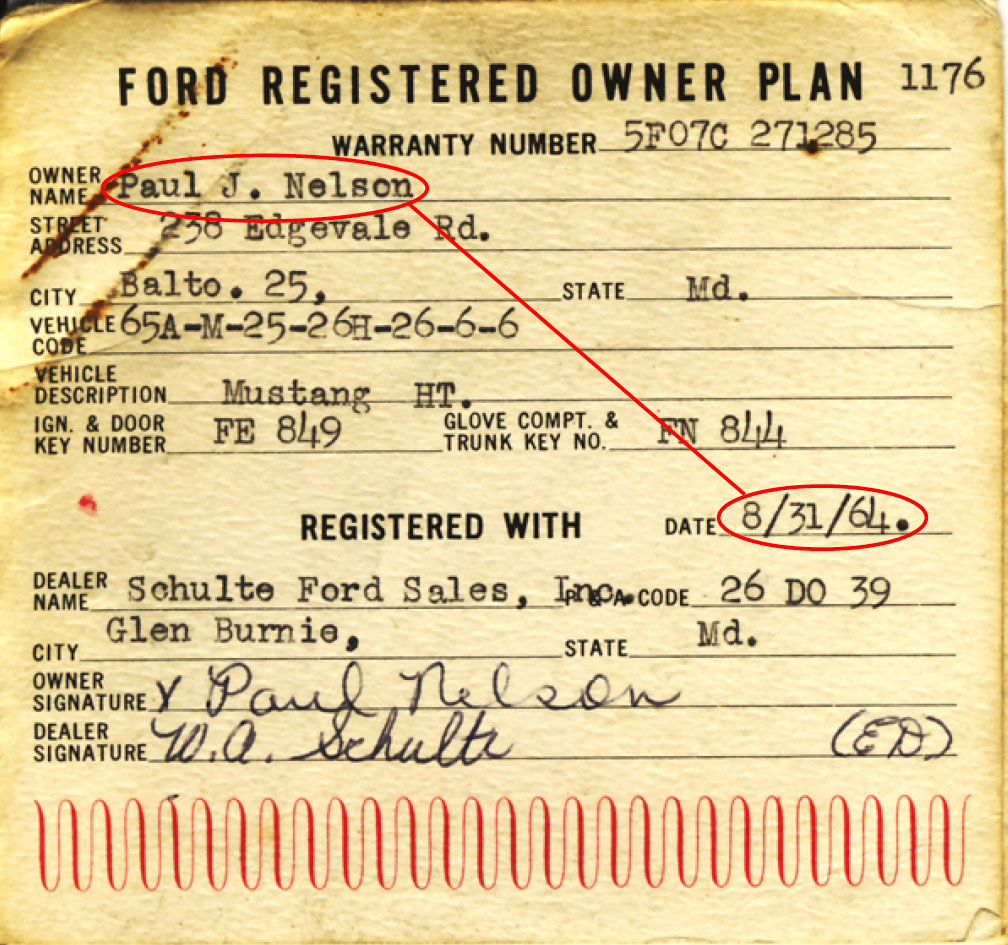 FORD REGISTERED OWNER PLAN 1176
WARRANTY NUMBER 5F07C 271285
OWNER NAME Paul J. Nelson
STREET ADDRESS 238 Edgevale Rd.
CITY Balto. 25, STATE Md.
VEHICLE CODE 65A-M-25-26H-26-6-6
VEHICLE DESCRIPTION Mustang HT.
IGN. & DOOR KEY NUMBER FE 849 GLOVE COMPT. & TRUNK KEY NO. FN 844
REGISTERED WITH DATE 8/31/64.
DEALER NAME Schulte Ford Sales, Inc. P & A CODE 26 DO 39
CITY Glen Burnie, STATE Md.
OWNER SIGNATURE X Paul Nelson
DEALER SIGNATURE W.A. Schulte (ED)